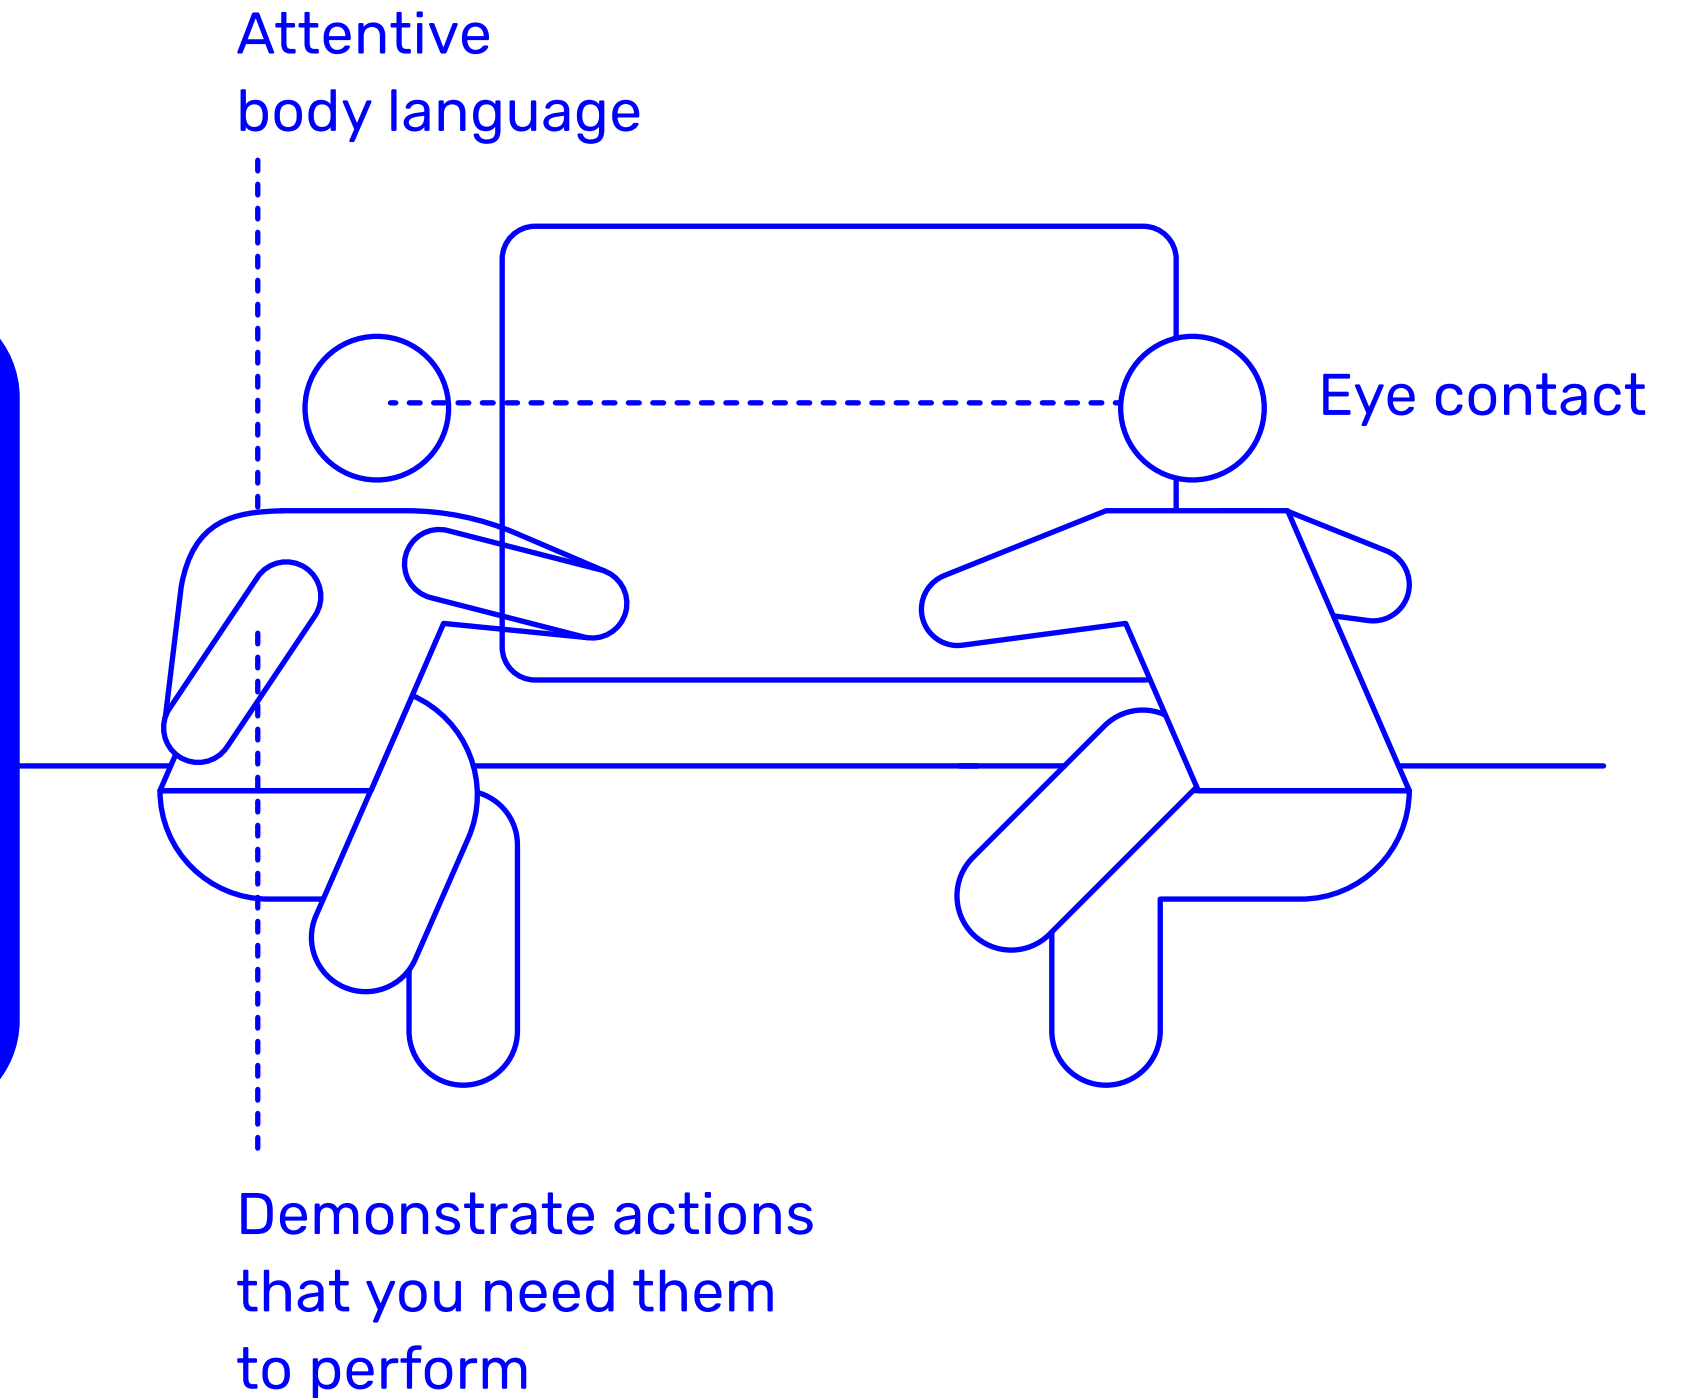 Attentive
body language
Eye contact
Demonstrate actions
that you need them
to perform